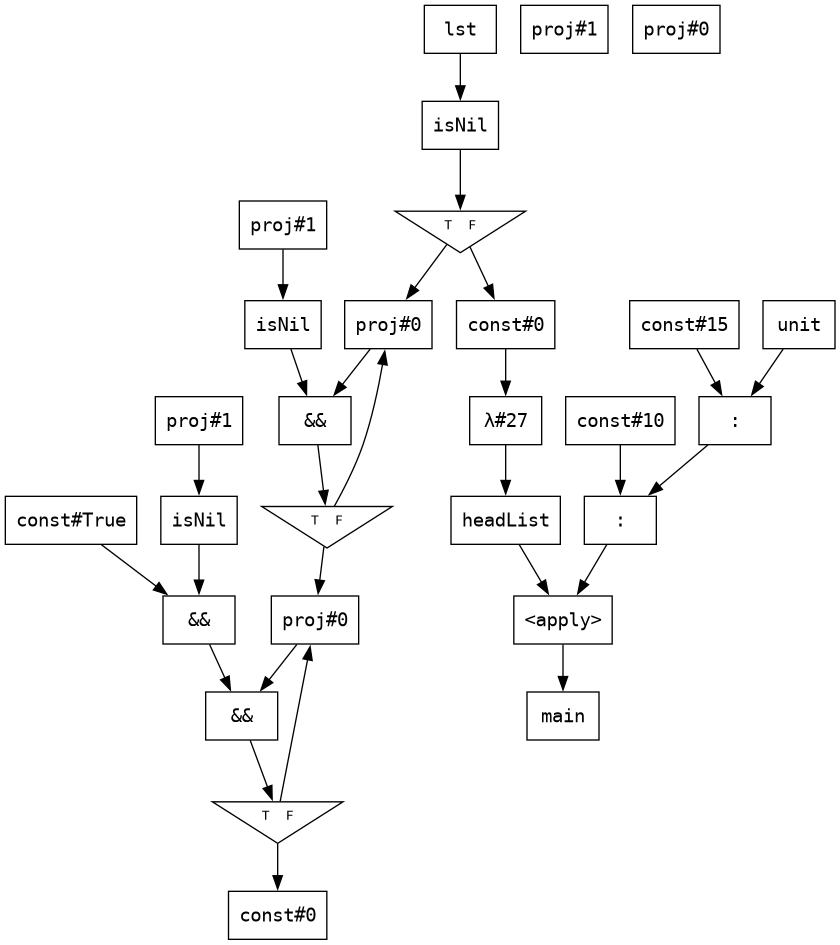 lst
proj#1
proj#0
isNil
proj#1
T F
isNil
proj#0
const#0
const#15
unit
proj#1
&&
λ#27
const#10
:
const#True
isNil
T F
headList
:
&&
proj#0
<apply>
&&
main
T F
const#0